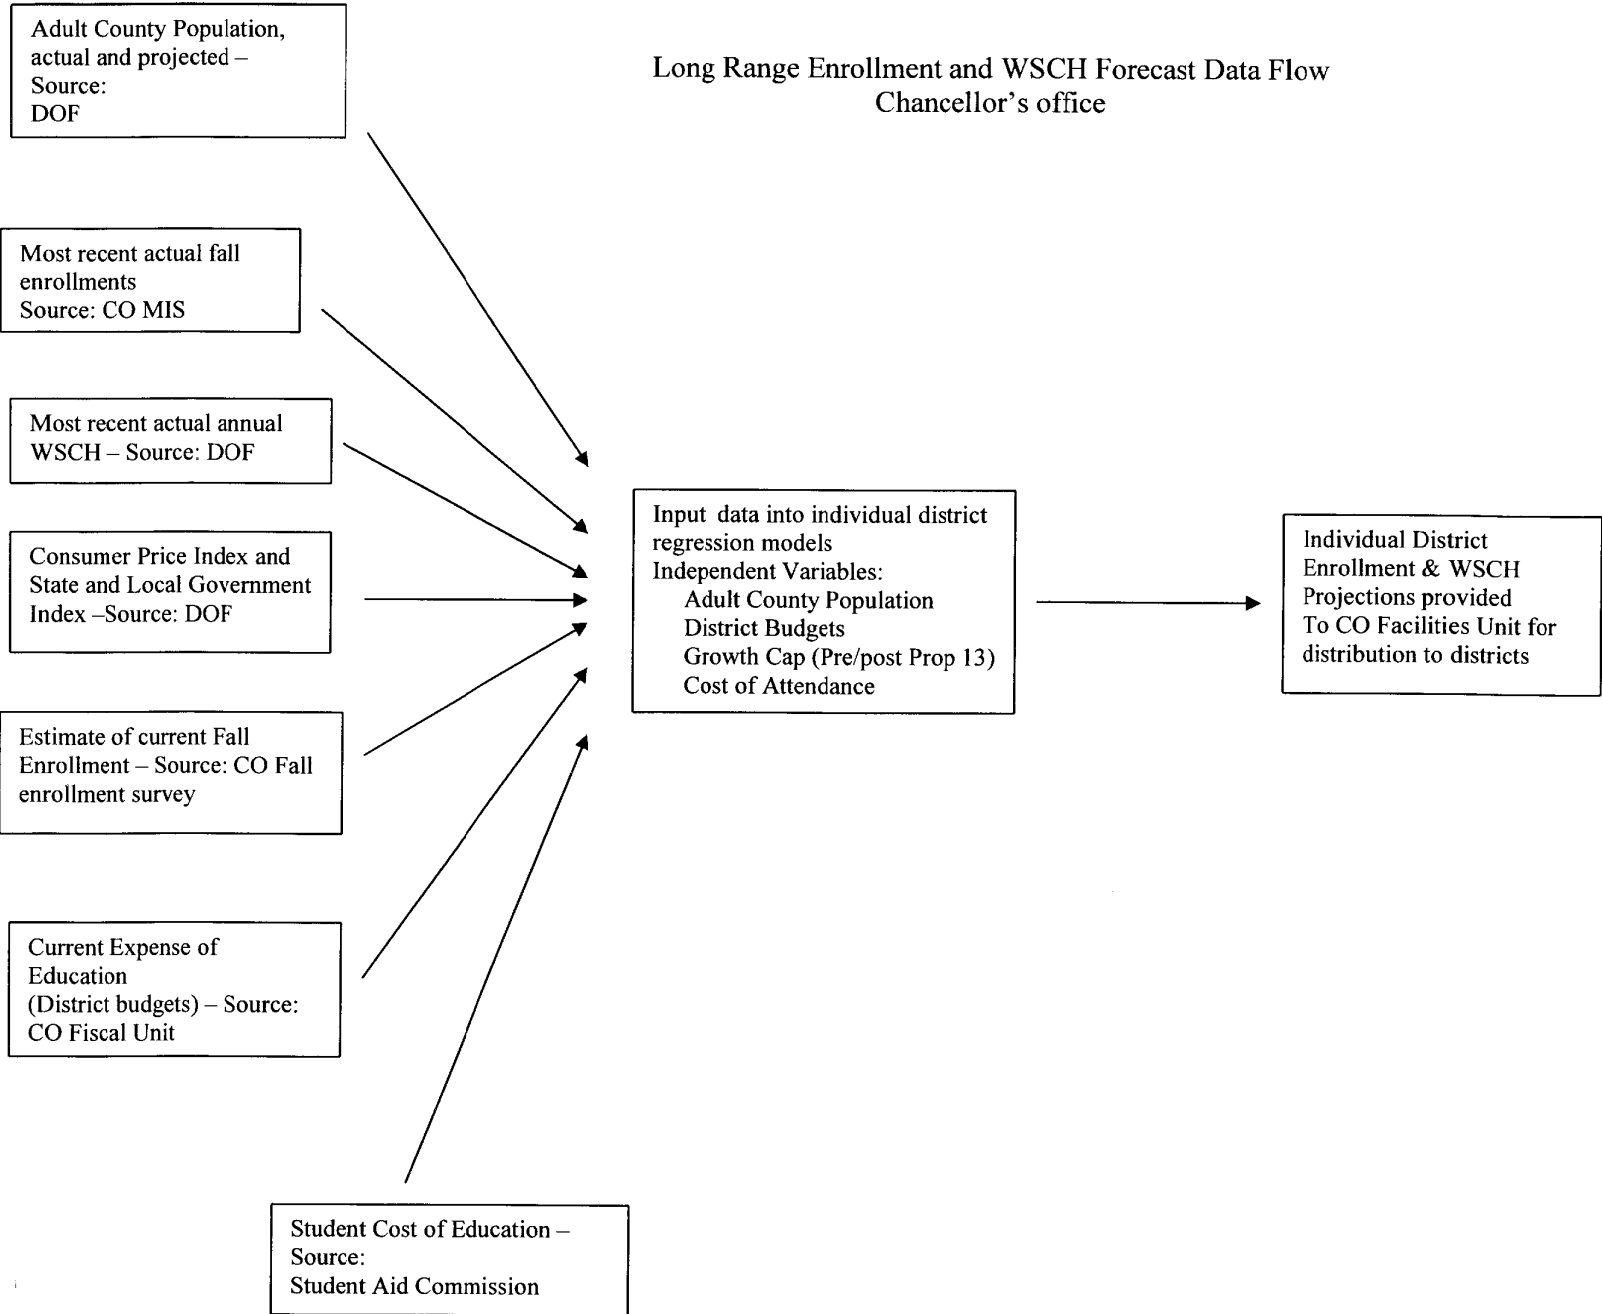 Adult County Population,
actual and projected –
Source:
DOF
Long Range Enrollment and WSCH Forecast Data Flow
Chancellor's office
Most recent actual fall
enrollments
Source: CO MIS
Most recent actual annual
WSCH – Source: DOF
Consumer Price Index and
State and Local Government
Index –Source: DOF
Estimate of current Fall
Enrollment – Source: CO Fall
enrollment survey
Current Expense of
Education
(District budgets) – Source:
CO Fiscal Unit
Student Cost of Education –
Source:
Student Aid Commission
Input data into individual district
regression models
Independent Variables:
Adult County Population
District Budgets
Growth Cap (Pre/post Prop 13)
Cost of Attendance
Individual District
Enrollment & WSCH
Projections provided
To CO Facilities Unit for
distribution to districts